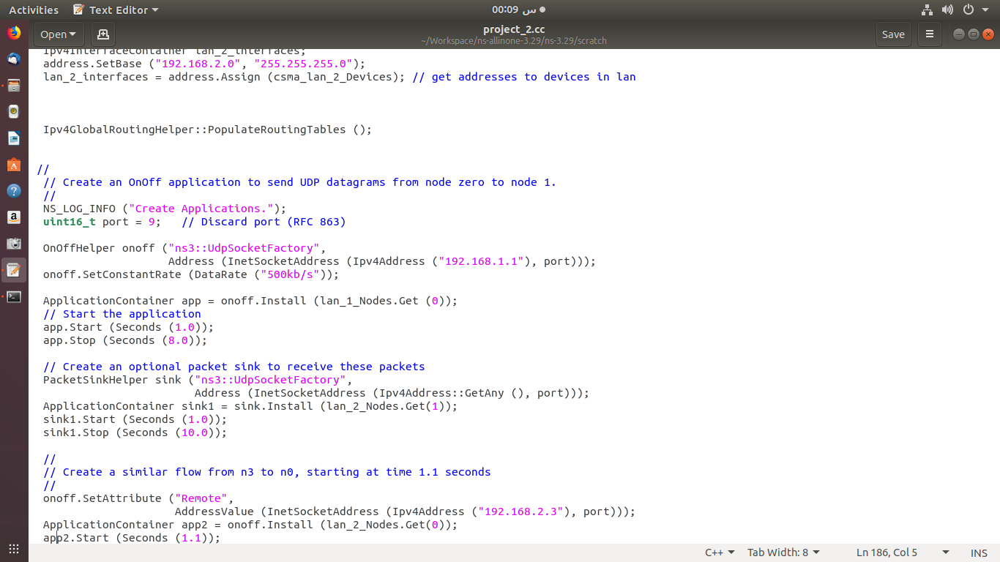 Activities Text Editor 00:09 س
Open project_2.cc Save
~/Workspace/ns-allinone-3.29/ns-3.29/scratch
Ipv4InterfaceContainer lan_2_interfaces;
address.SetBase ("192.168.2.0", "255.255.255.0");
lan_2_interfaces = address.Assign (csma_lan_2_Devices); // get addresses to devices in lan
Ipv4GlobalRoutingHelper::PopulateRoutingTables ();
//
// Create an OnOff application to send UDP datagrams from node zero to node 1.
//
NS_LOG_INFO ("Create Applications.");
uint16_t port = 9;   // Discard port (RFC 863)
OnOffHelper onoff ("ns3::UdpSocketFactory",
Address (InetSocketAddress (Ipv4Address ("192.168.1.1"), port)));
onoff.SetConstantRate (DataRate ("500kb/s"));
ApplicationContainer app = onoff.Install (lan_1_Nodes.Get (0));
// Start the application
app.Start (Seconds (1.0));
app.Stop (Seconds (8.0));
// Create an optional packet sink to receive these packets
PacketSinkHelper sink ("ns3::UdpSocketFactory",
Address (InetSocketAddress (Ipv4Address::GetAny (), port)));
ApplicationContainer sink1 = sink.Install (lan_2_Nodes.Get(1));
sink1.Start (Seconds (1.0));
sink1.Stop (Seconds (10.0));
//
// Create a similar flow from n3 to n0, starting at time 1.1 seconds
//
onoff.SetAttribute ("Remote",
AddressValue (InetSocketAddress (Ipv4Address ("192.168.2.3"), port)));
ApplicationContainer app2 = onoff.Install (lan_2_Nodes.Get(0));
app2.Start (Seconds (1.1));
C++ Tab Width: 8 Ln 186, Col 5 INS